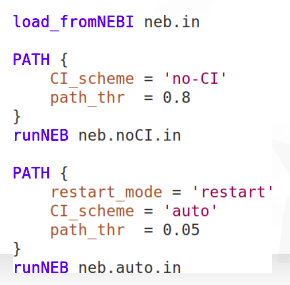 load_fromNEBI neb.in
PATH {
CI_scheme = 'no-CI'
path_thr = 0.8
}
runNEB neb.noCI.in
PATH {
restart_mode = 'restart'
CI_scheme = 'auto'
path_thr = 0.05
}
runNEB neb.auto.in